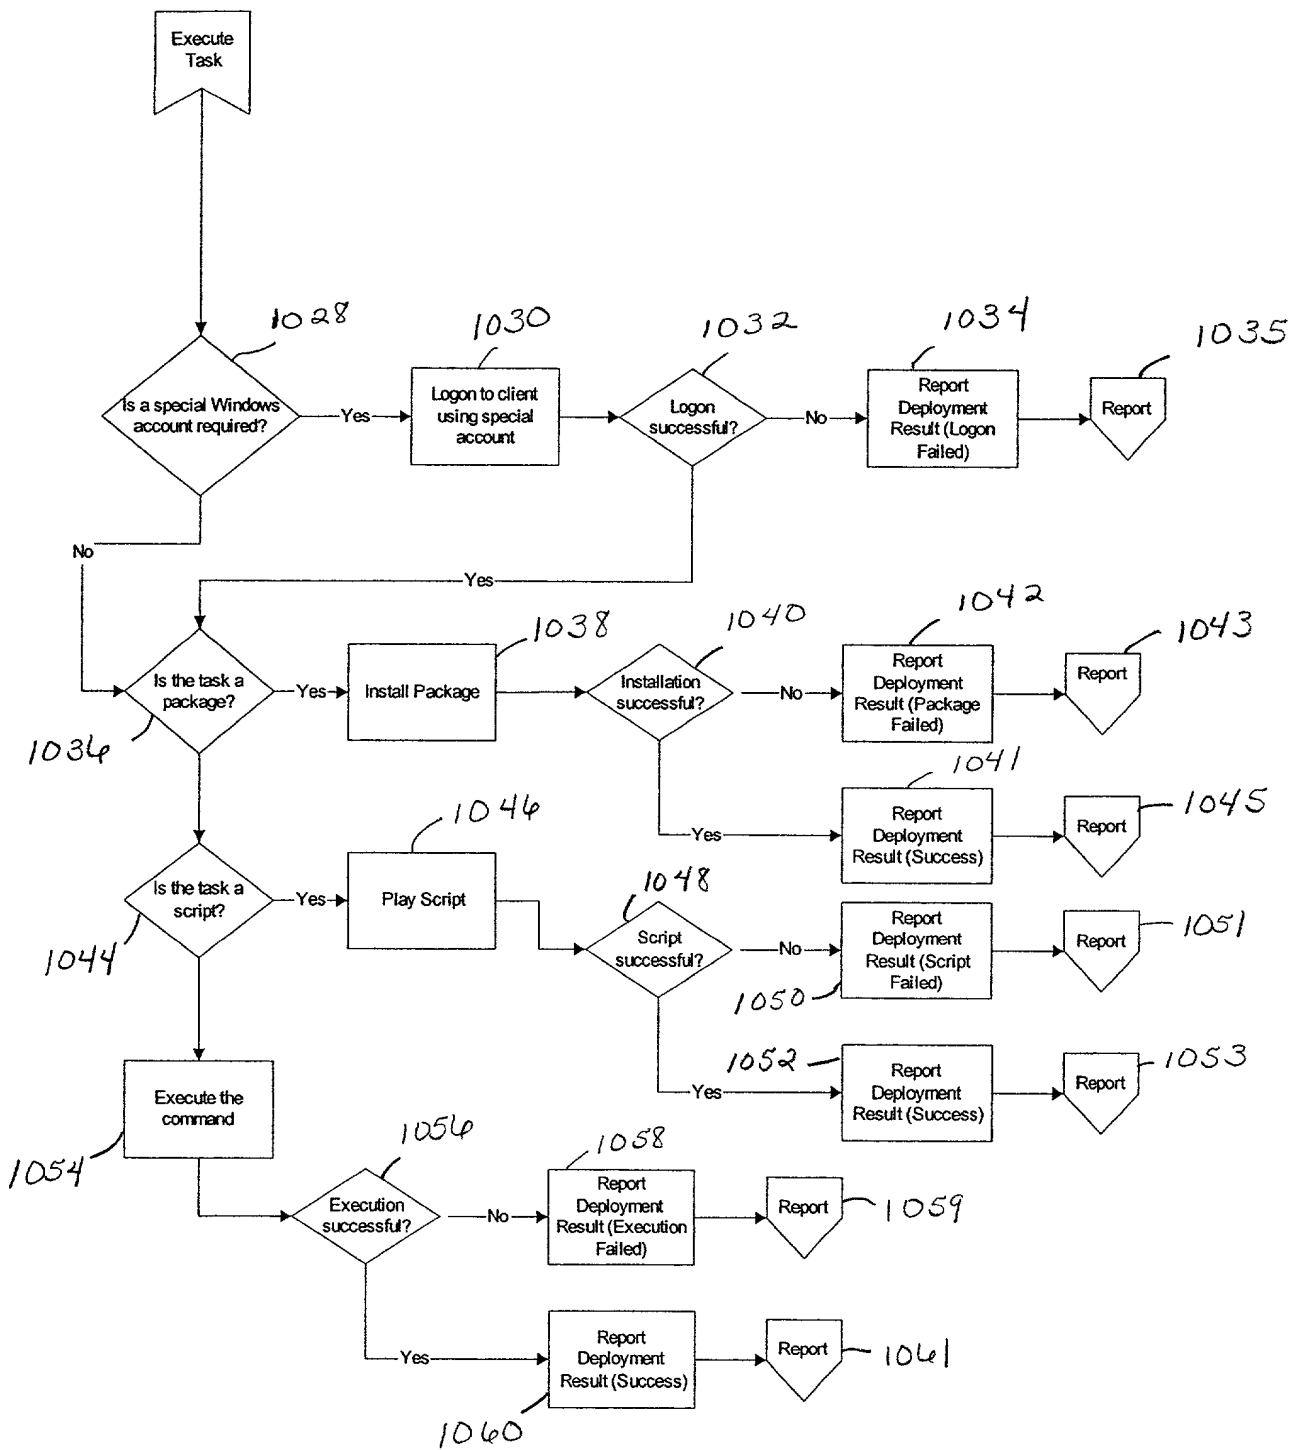 Execute
Task
1028
1030
1032
1034
1035
Is a special Windows
account required?
Yes
Logon to client
using special
account
Logon
successful?
No
Report
Deployment
Result (Logon
Failed)
Report
No
Yes
1036
Is the task a
package?
Yes
1038
Install Package
1040
Installation
successful?
No
1042
Report
Deployment
Result (Package
Failed)
1043
Report
Yes
1041
Report
Deployment
Result (Success)
1045
Report
1044
Is the task a
script?
Yes
1046
Play Script
1048
Script
successful?
No
1050
Report
Deployment
Result (Script
Failed)
1051
Report
Yes
1052
Report
Deployment
Result (Success)
1053
Report
1054
Execute the
command
1056
Execution
successful?
No
1058
Report
Deployment
Result (Execution
Failed)
1059
Report
Yes
1060
Report
Deployment
Result (Success)
1061
Report